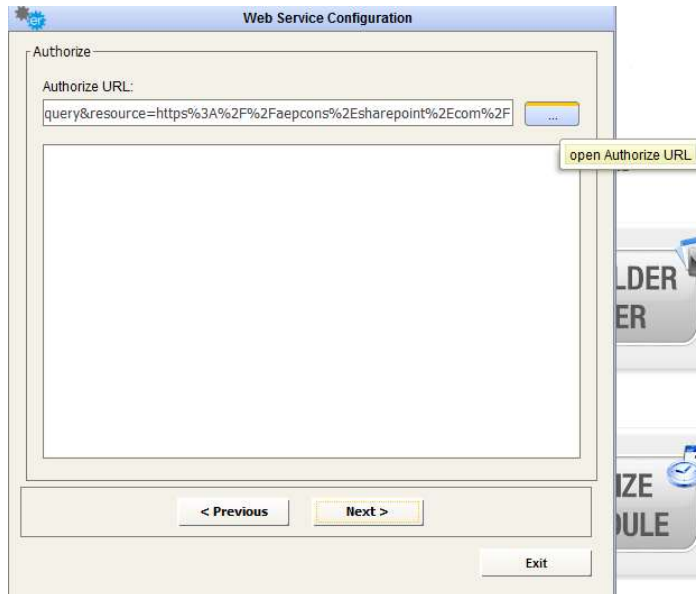 er
Web Service Configuration
Authorize
Authorize URL:
query&resource=https%3A%2F%2Faepcons%2Esharepoint%2Ecom%2F
...
open Authorize URL
LDER
ER
< Previous
Next >
IZE
DULE
Exit